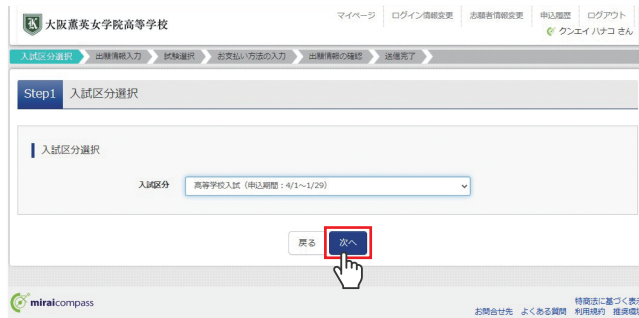 大阪薫英女学院高等学校
マイページ ログイン情報変更 志願者情報変更 申込履歴 ログアウト
クンエイ ハナコ さん
入試区分選択 出願情報入力 試験選択 お支払い方法の入力 出願情報の確認 送信完了
Step1 入試区分選択
入試区分選択
入試区分 高等学校入試（申込期間：4/1～1/29）
戻る 次へ
miraicompass
特商法に基づく表
お問合せ先 よくある質問 利用規約 推奨環